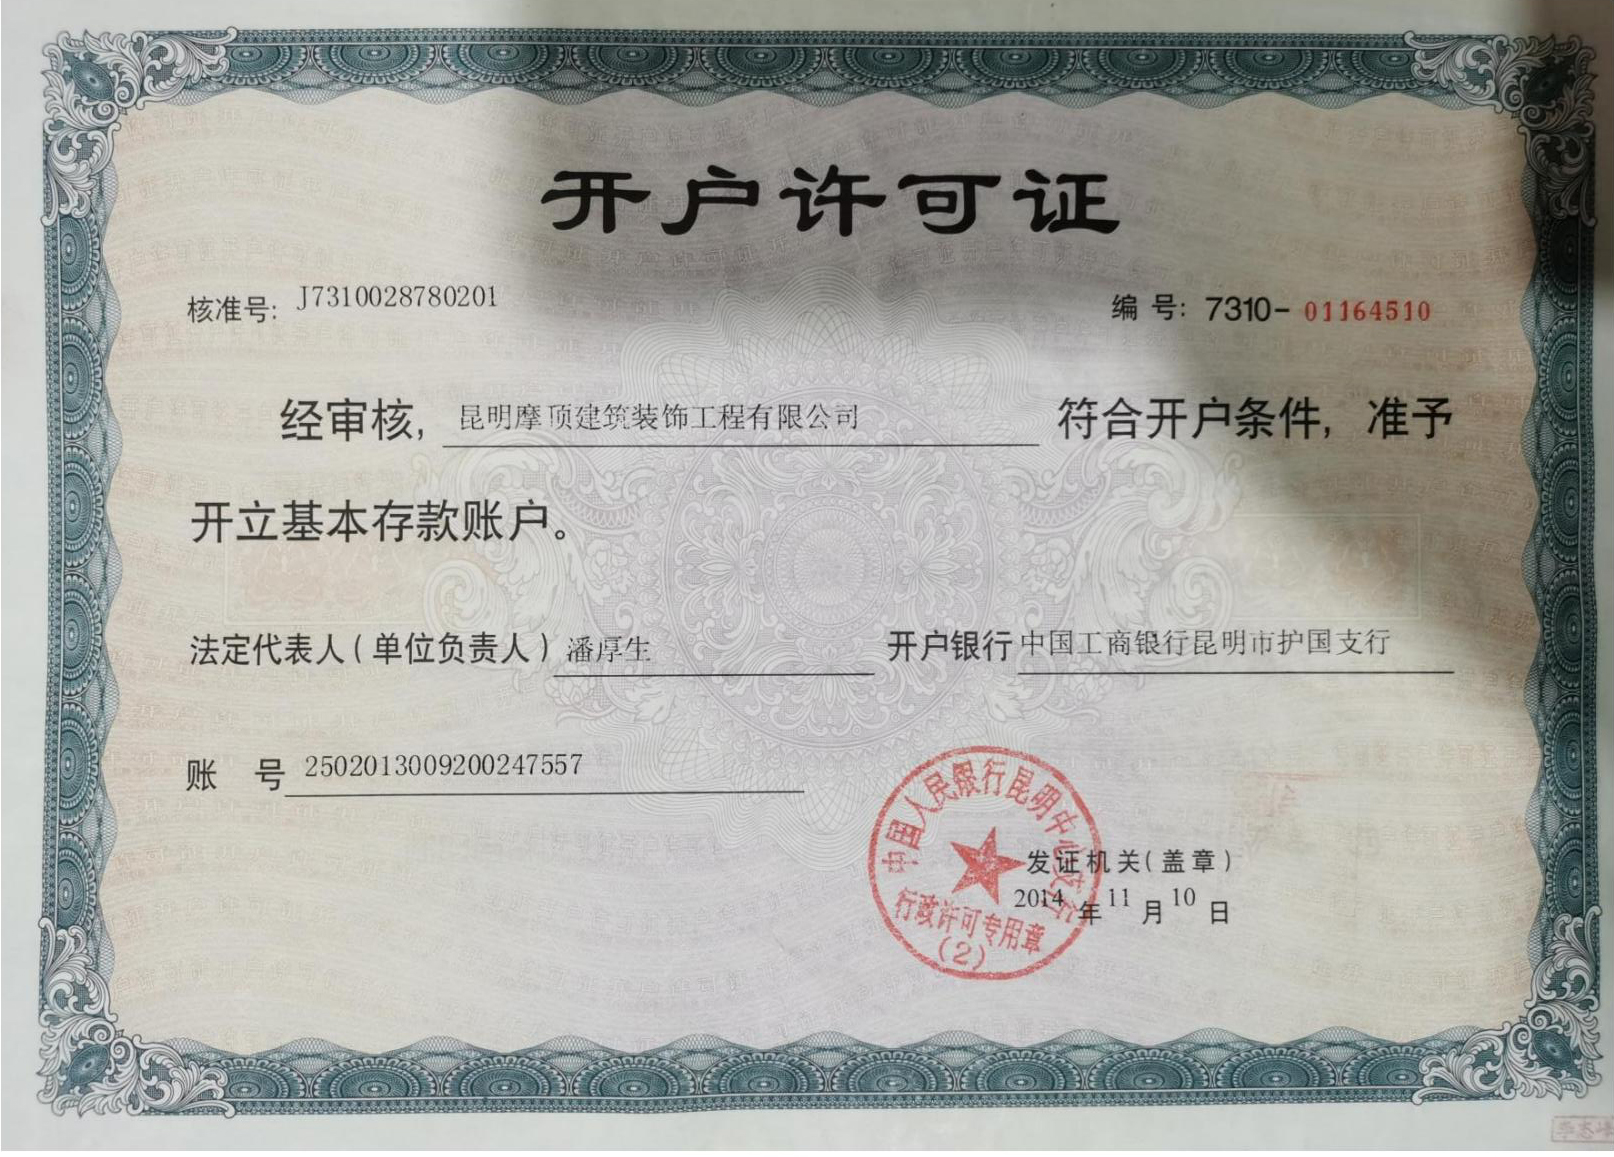 开户许可证
核准号: J7310028780201
编 号: 7310-01164510
经审核, 昆明摩顶建筑装饰工程有限公司 符合开户条件, 准予
开立基本存款账户。
法定代表人(单位负责人) 潘厚生 开户银行 中国工商银行昆明市护国支行
账 号 2502013009200247557
中国人民银行昆明中心支行
行政许可专用章
(2)
发证机关(盖章)
2014 年 11 月 10 日